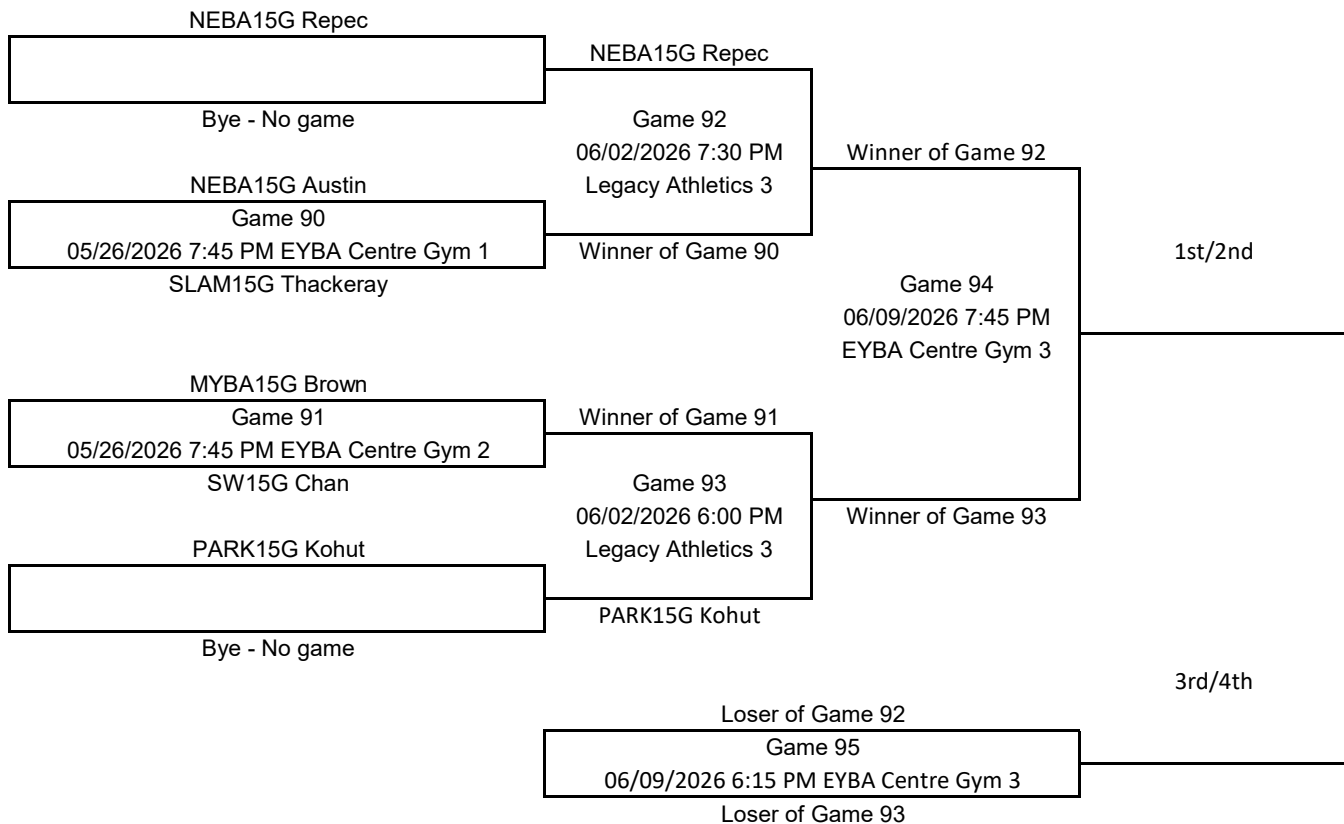 NEBA15G Repec
Bye - No game
NEBA15G Austin
Game 90
05/26/2026 7:45 PM EYBA Centre Gym 1
SLAM15G Thackeray
MYBA15G Brown
Game 91
05/26/2026 7:45 PM EYBA Centre Gym 2
SW15G Chan
PARK15G Kohut
Bye - No game
NEBA15G Repec
Game 92
06/02/2026 7:30 PM
Legacy Athletics 3
Winner of Game 90
Winner of Game 91
Game 93
06/02/2026 6:00 PM
Legacy Athletics 3
PARK15G Kohut
Winner of Game 92
Game 94
06/09/2026 7:45 PM
EYBA Centre Gym 3
Winner of Game 93
1st/2nd
Loser of Game 92
Game 95
06/09/2026 6:15 PM EYBA Centre Gym 3
Loser of Game 93
3rd/4th